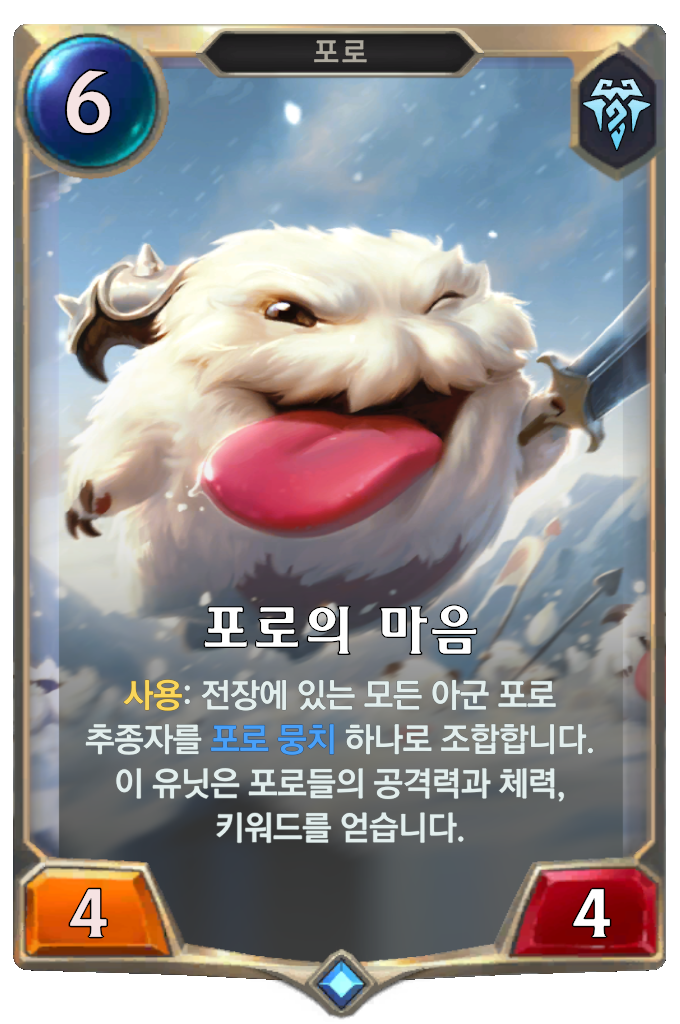 포로
6
포로의 마음
사용: 전장에 있는 모든 아군 포로
추종자를 포로 뭉치 하나로 조합합니다.
이 유닛은 포로들의 공격력과 체력,
키워드를 얻습니다.
4
4